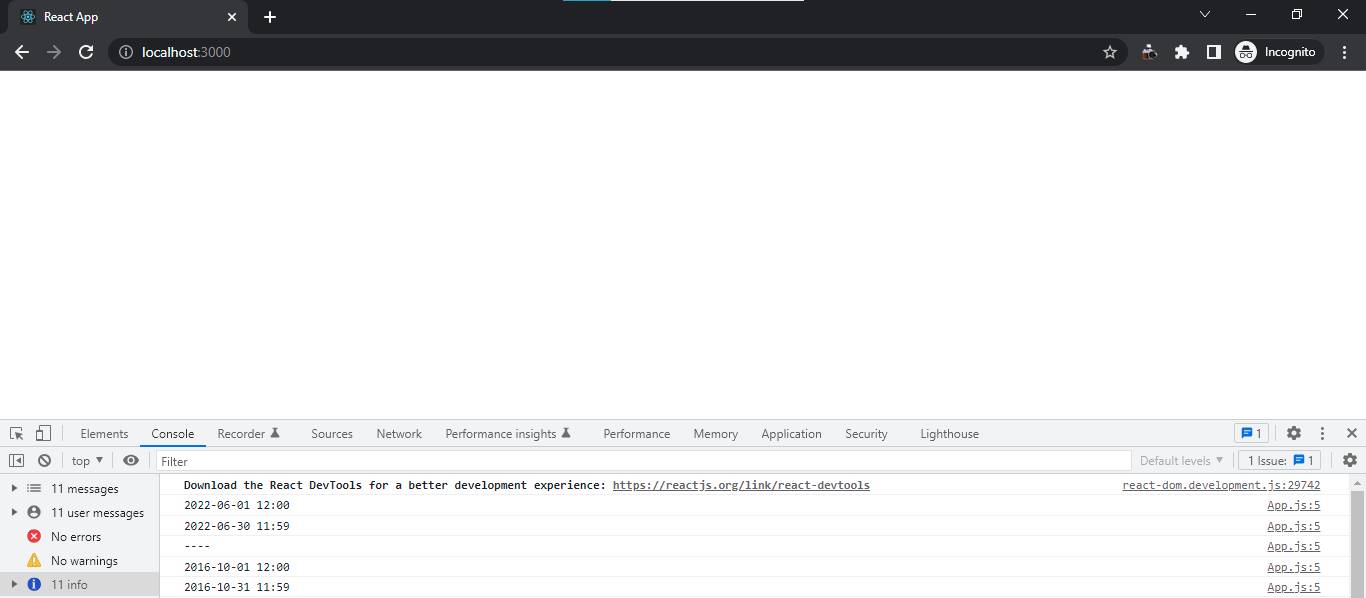 React App
localhost:3000
Incognito
Elements Console Recorder Sources Network Performance insights Performance Memory Application Security Lighthouse 1
top Filter Default levels 1 Issue: 1
11 messages
11 user messages
No errors
No warnings
11 info
Download the React DevTools for a better development experience: https://reactjs.org/link/react-devtools react-dom.development.js:29742
2022-06-01 12:00 App.js:5
2022-06-30 11:59 App.js:5
---- App.js:5
2016-10-01 12:00 App.js:5
2016-10-31 11:59 App.js:5